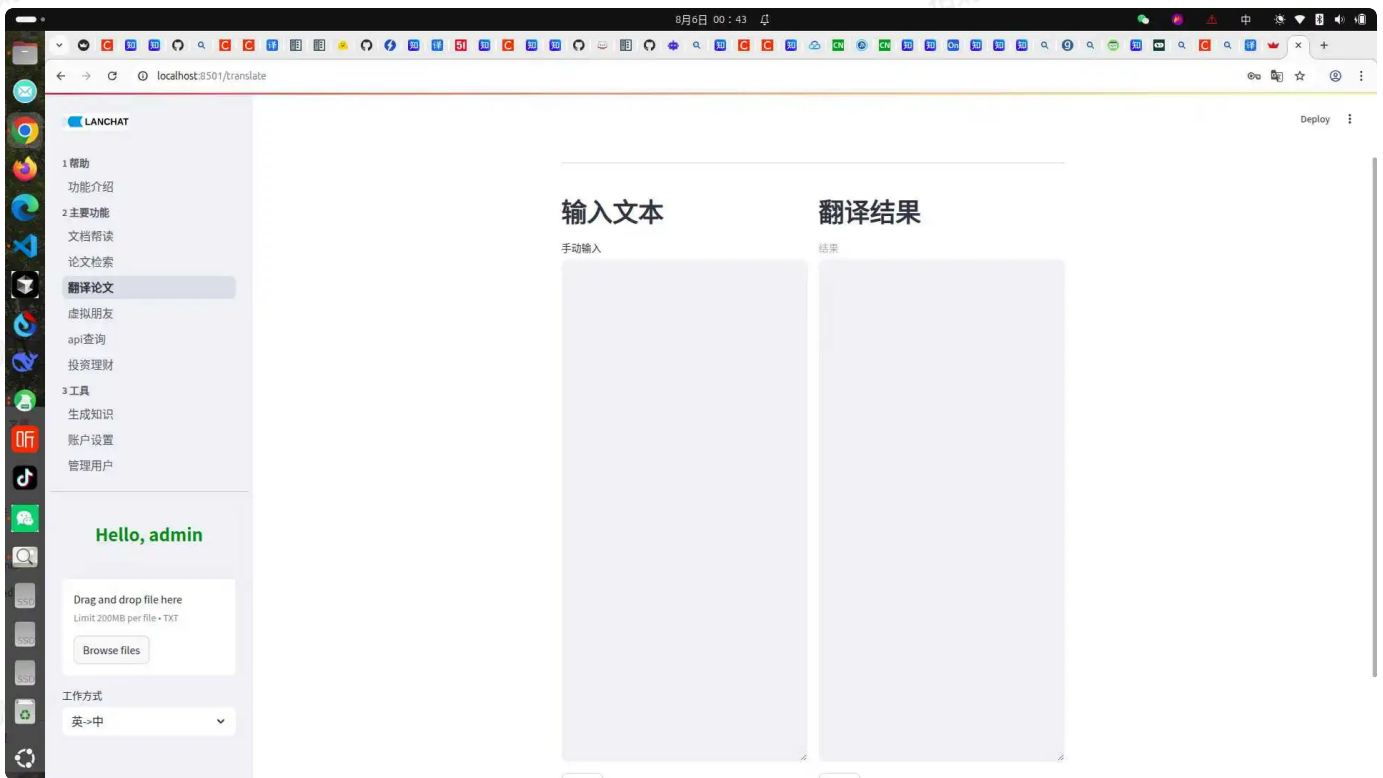 8月6日 00：43
中
localhost:8501/translate
LANCHAT
Deploy
1 帮助
功能介绍
2 主要功能
文档帮读
论文检索
翻译论文
虚拟朋友
api查询
投资理财
3 工具
生成知识
账户设置
管理用户
Hello, admin
Drag and drop file here
Limit 200MB per file • TXT
Browse files
工作方式
英->中
输入文本
手动输入
翻译结果
结果